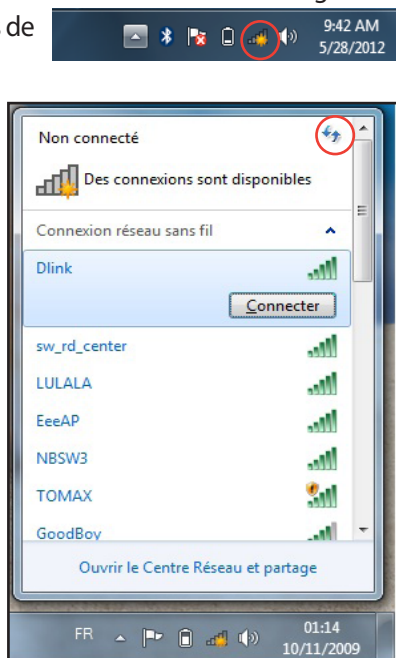 de
9:42 AM
5/28/2012
Non connecté
Des connexions sont disponibles
Connexion réseau sans fil
Dlink
Connecter
sw_rd_center
LULALA
EeeAP
NBSW3
TOMAX
GoodBoy
Ouvrir le Centre Réseau et partage
FR
01:14
10/11/2009